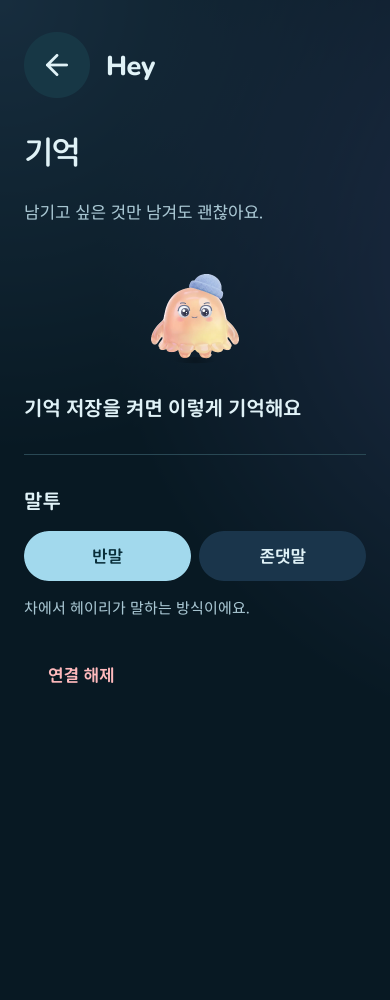 Hey
기억
남기고 싶은 것만 남겨도 괜찮아요.
기억 저장을 켜면 이렇게 기억해요
말투
반말
존댓말
차에서 헤이리가 말하는 방식이에요.
연결 해제